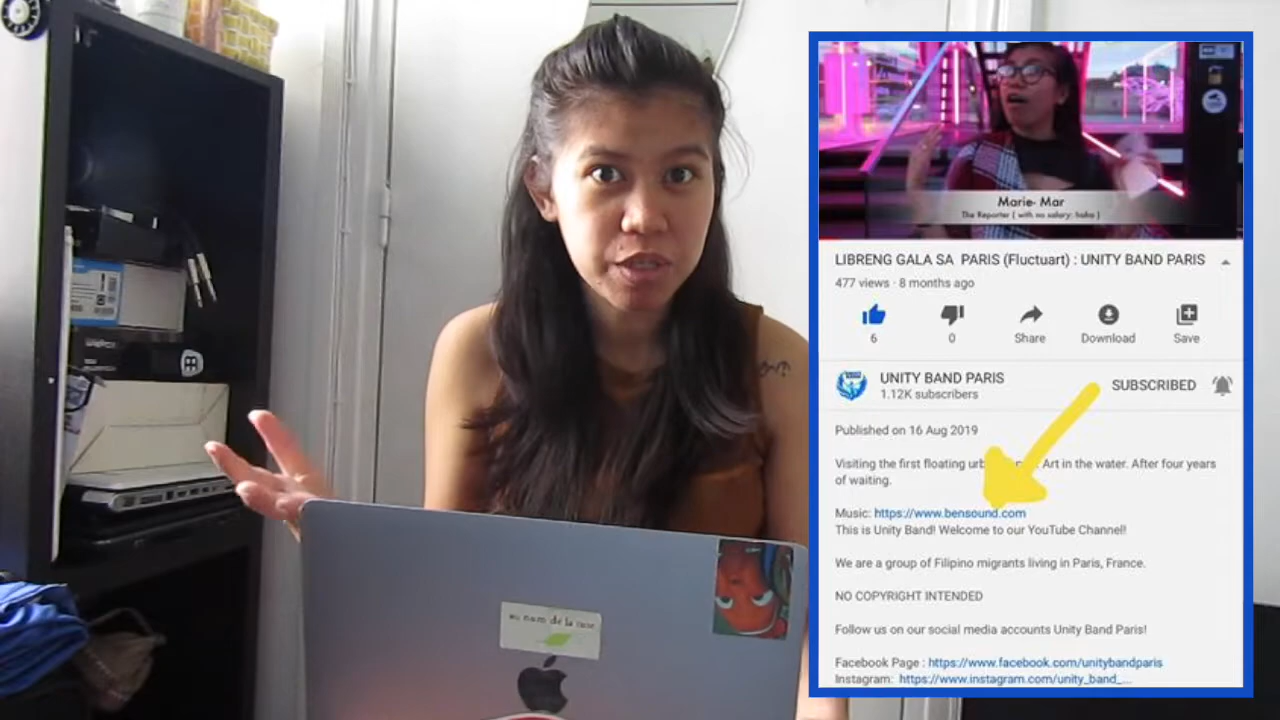 au nom de la rose
Marie- Mar
The Reporter ( with no salary: haha )
LIBRENG GALA SA PARIS (Fluctuart) : UNITY BAND PARIS
477 views · 8 months ago
6
0
Share
Download
Save
UNITY BAND PARIS
1.12K subscribers
SUBSCRIBED
Published on 16 Aug 2019
Visiting the first floating Art in the water. After four years
of waiting.
Music: https://www.bensound.com
This is Unity Band! Welcome to our YouTube Channel!
We are a group of Filipino migrants living in Paris, France.
NO COPYRIGHT INTENDED
Follow us on our social media accounts Unity Band Paris!
Facebook Page : https://www.facebook.com/unitybandparis
Instagram: https://www.instagram.com/unity_band_...